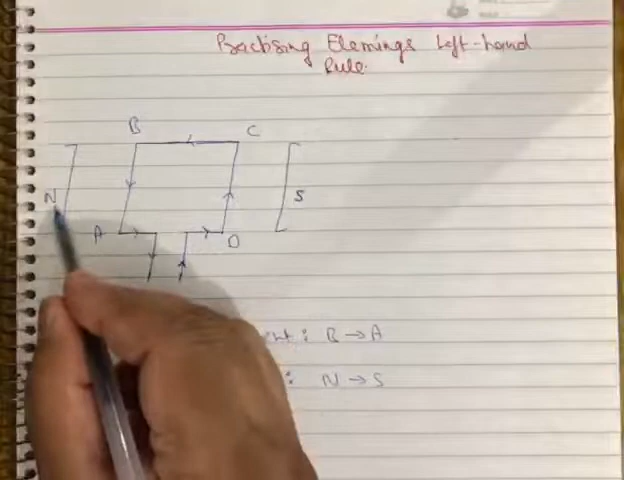 Practising Flemings Left-hand
Rule.
B C
N S
A D
: B → A
: N → S